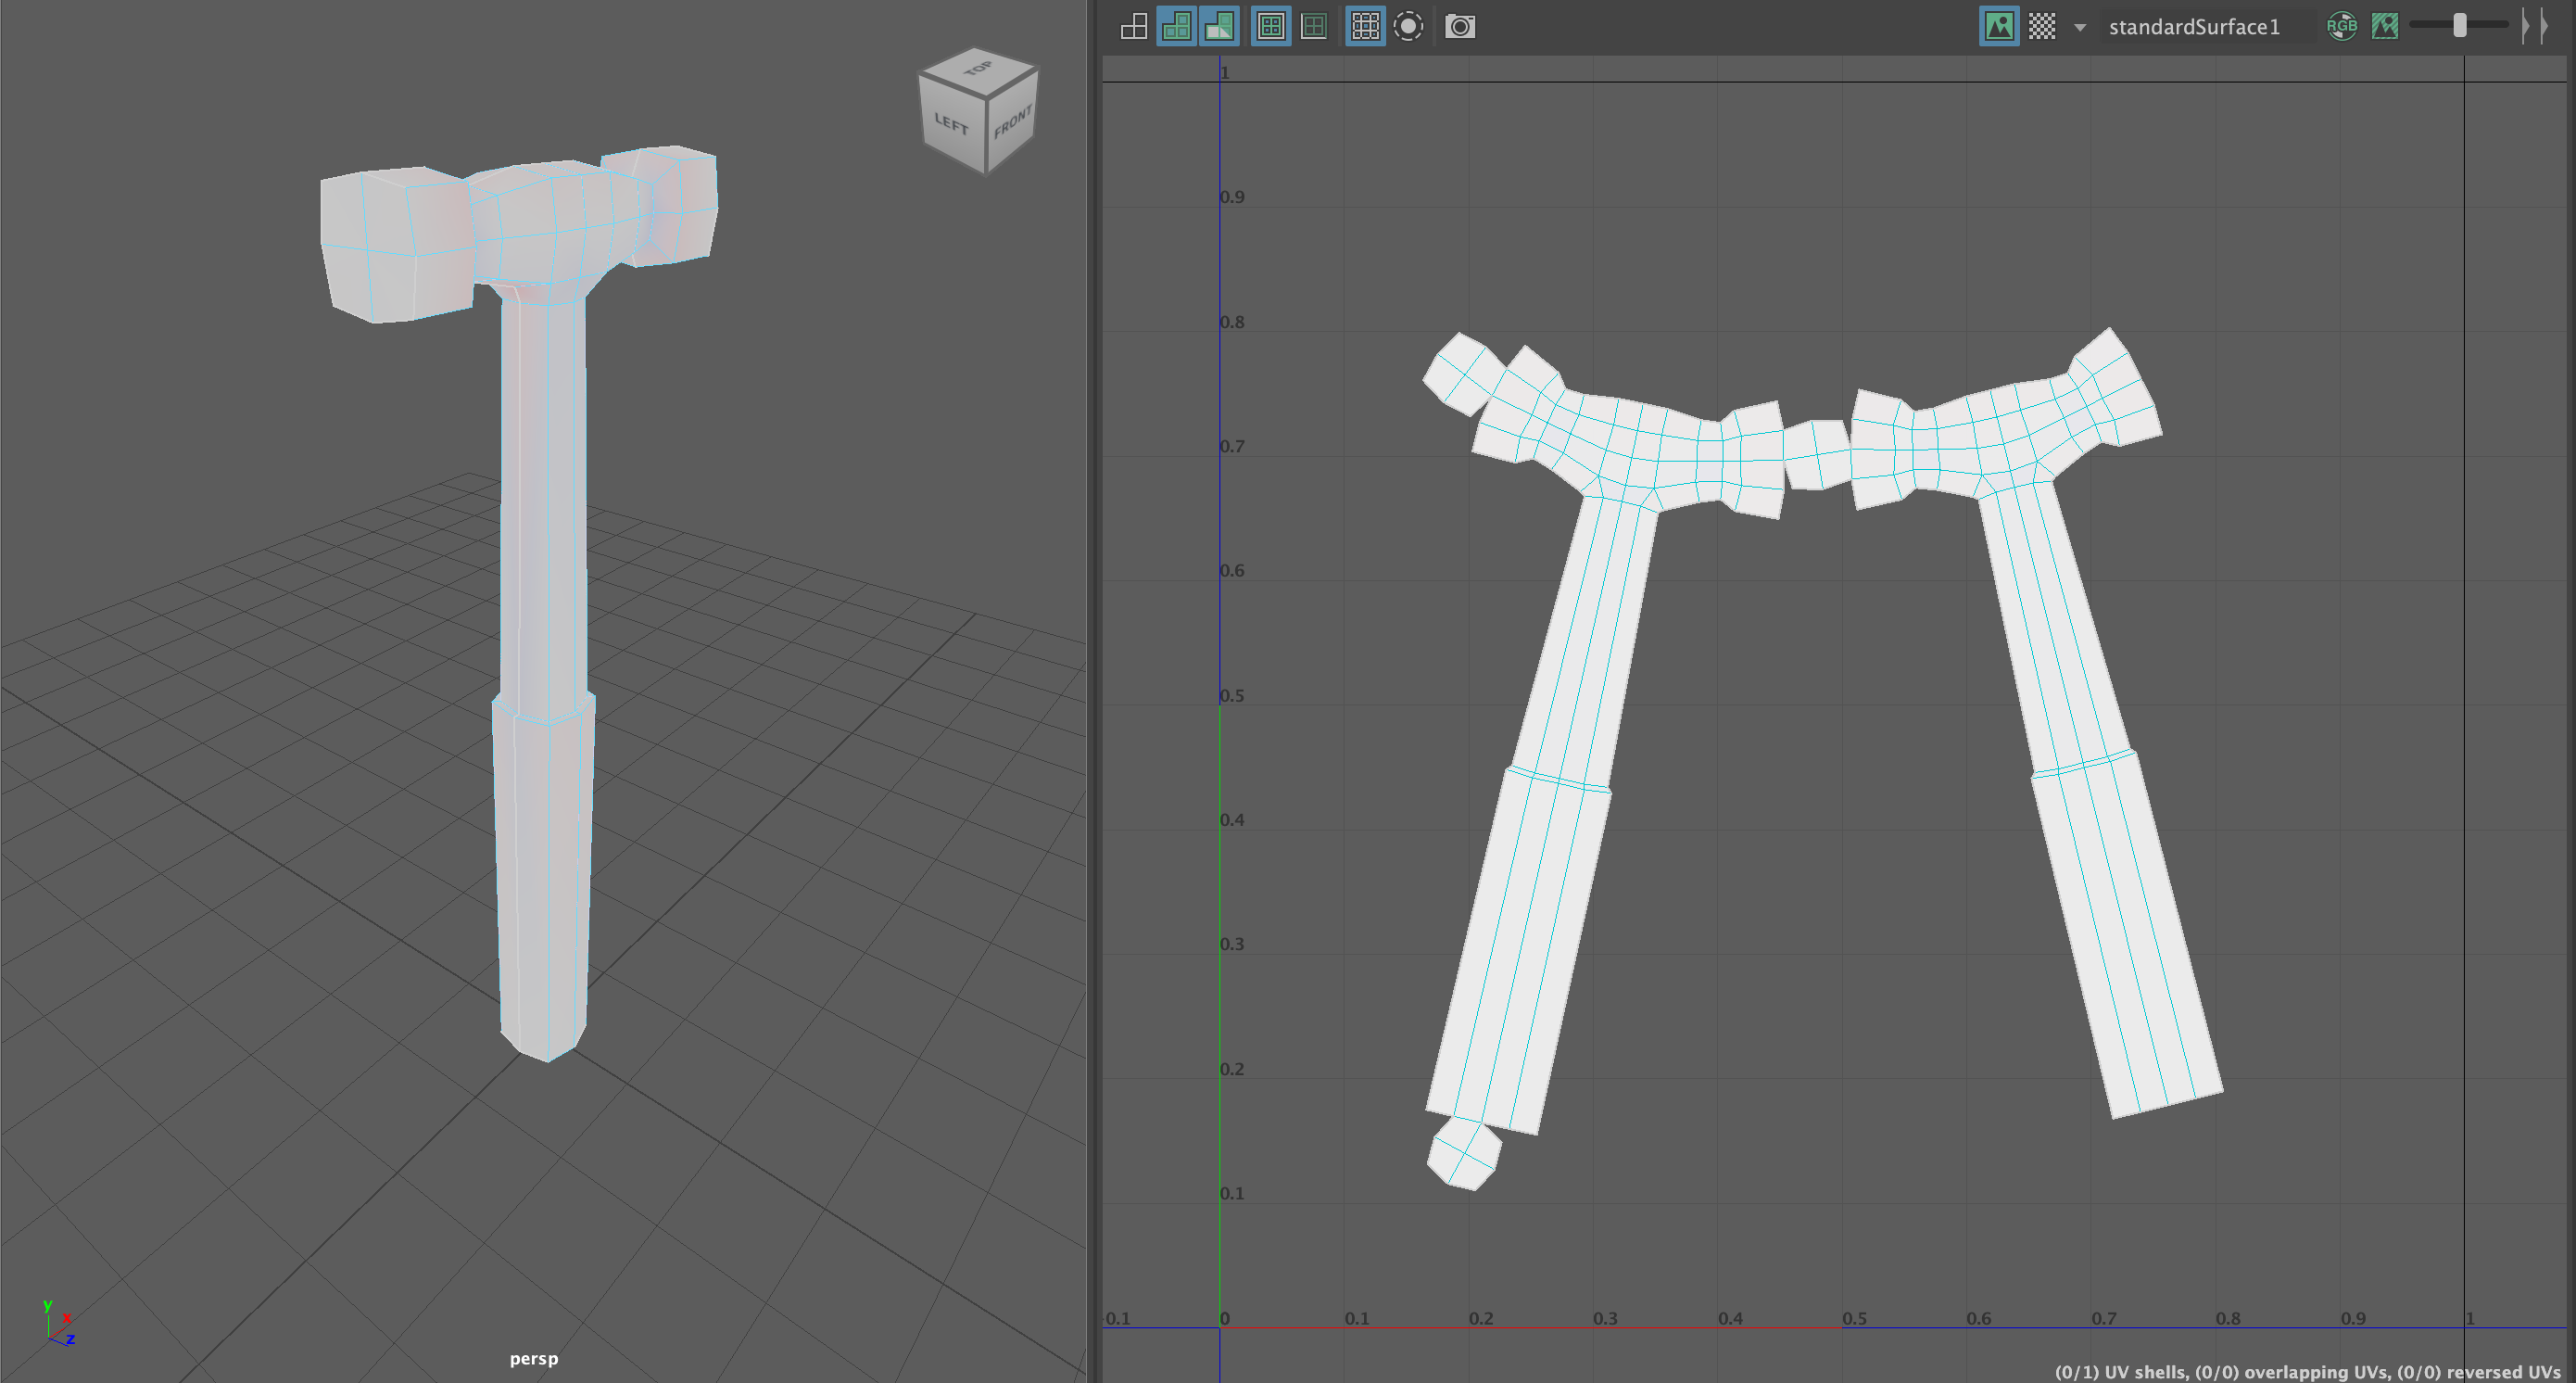 standardSurface1
RGB
TOP
LEFT
FRONT
1
0.9
0.8
0.7
0.6
0.5
0.4
0.3
0.2
0.1
0.1 0 0.1 0.2 0.3 0.4 0.5 0.6 0.7 0.8 0.9 1
y
x
z
persp
(0/1) UV shells, (0/0) overlapping UVs, (0/0) reversed UVs